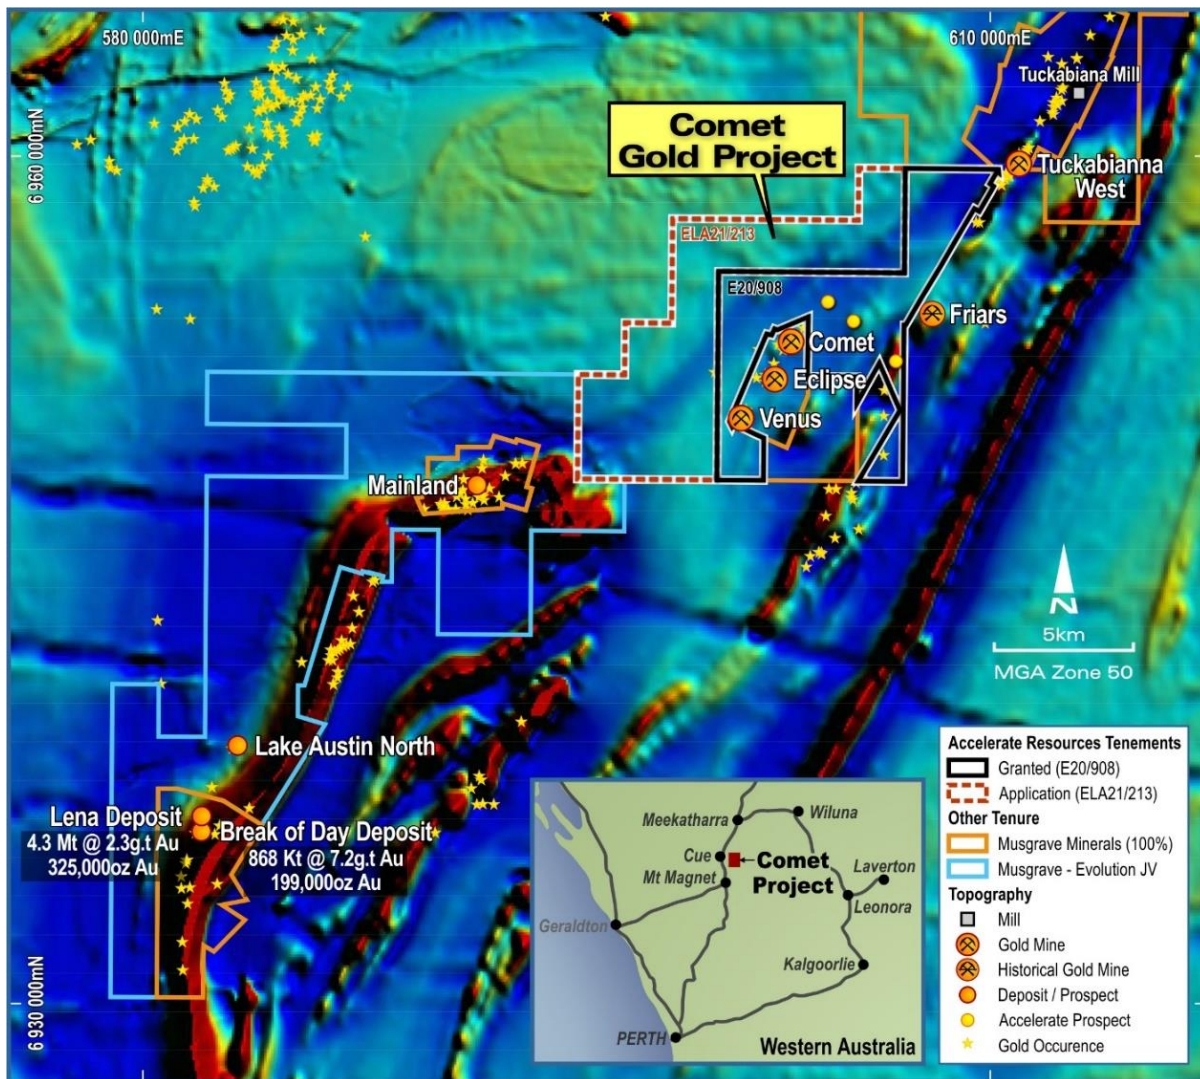 580 000mE
610 000mE
Tuckabiana Mill
Comet
Gold Project
6 960 000mN
Tuckabianna
West
ELA21/213
E20/908
Friars
Comet
Eclipse
Venus
Mainland
N
5km
MGA Zone 50
Lake Austin North
Lena Deposit
4.3 Mt @ 2.3g.t Au
325,000oz Au
Break of Day Deposit
868 Kt @ 7.2g.t Au
199,000oz Au
6 930 000mN
Meekatharra
Wiluna
Cue
Comet
Project
Mt Magnet
Laverton
Leonora
Geraldton
Kalgoorlie
PERTH
Western Australia
Accelerate Resources Tenements
Granted (E20/908)
Application (ELA21/213)
Other Tenure
Musgrave Minerals (100%)
Musgrave - Evolution JV
Topography
Mill
Gold Mine
Historical Gold Mine
Deposit / Prospect
Accelerate Prospect
Gold Occurence